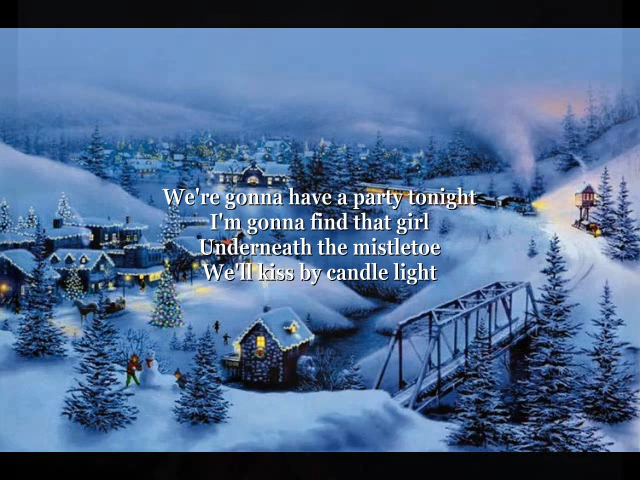 We're gonna have a party tonight
I'm gonna find that girl
Underneath the mistletoe
We'll kiss by candle light